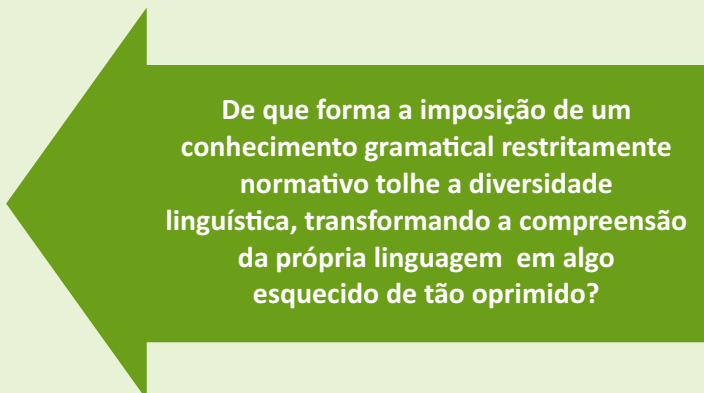 De que forma a imposição de um
conhecimento gramatical restritamente
normativo tolhe a diversidade
linguística, transformando a compreensão
da própria linguagem  em algo
esquecido de tão oprimido?